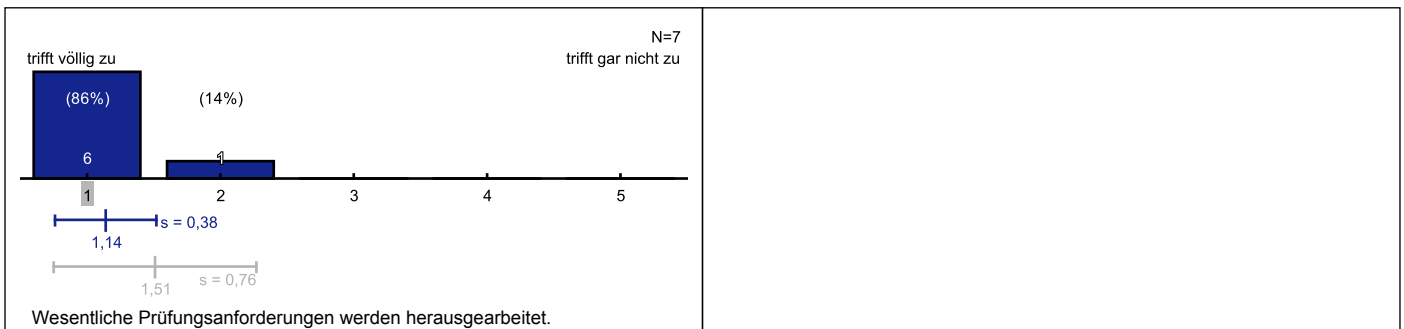 N=7
trifft völlig zu trifft gar nicht zu
(86%) (14%)
6 1
1 2 3 4 5
s = 0,38
1,14
s = 0,76
1,51
Wesentliche Prüfungsanforderungen werden herausgearbeitet.